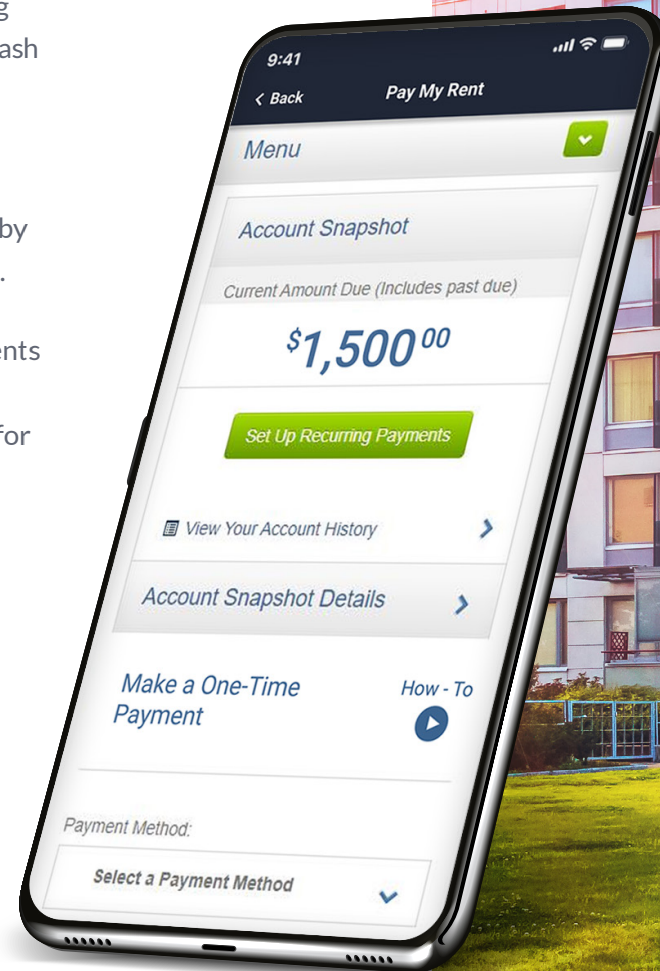 g
ash
by
.
ents
for
9:41
Back
Pay My Rent
Menu
Account Snapshot
Current Amount Due (Includes past due)
$1,500 00
Set Up Recurring Payments
View Your Account History
Account Snapshot Details
Make a One-Time
Payment
How - To
Payment Method:
Select a Payment Method